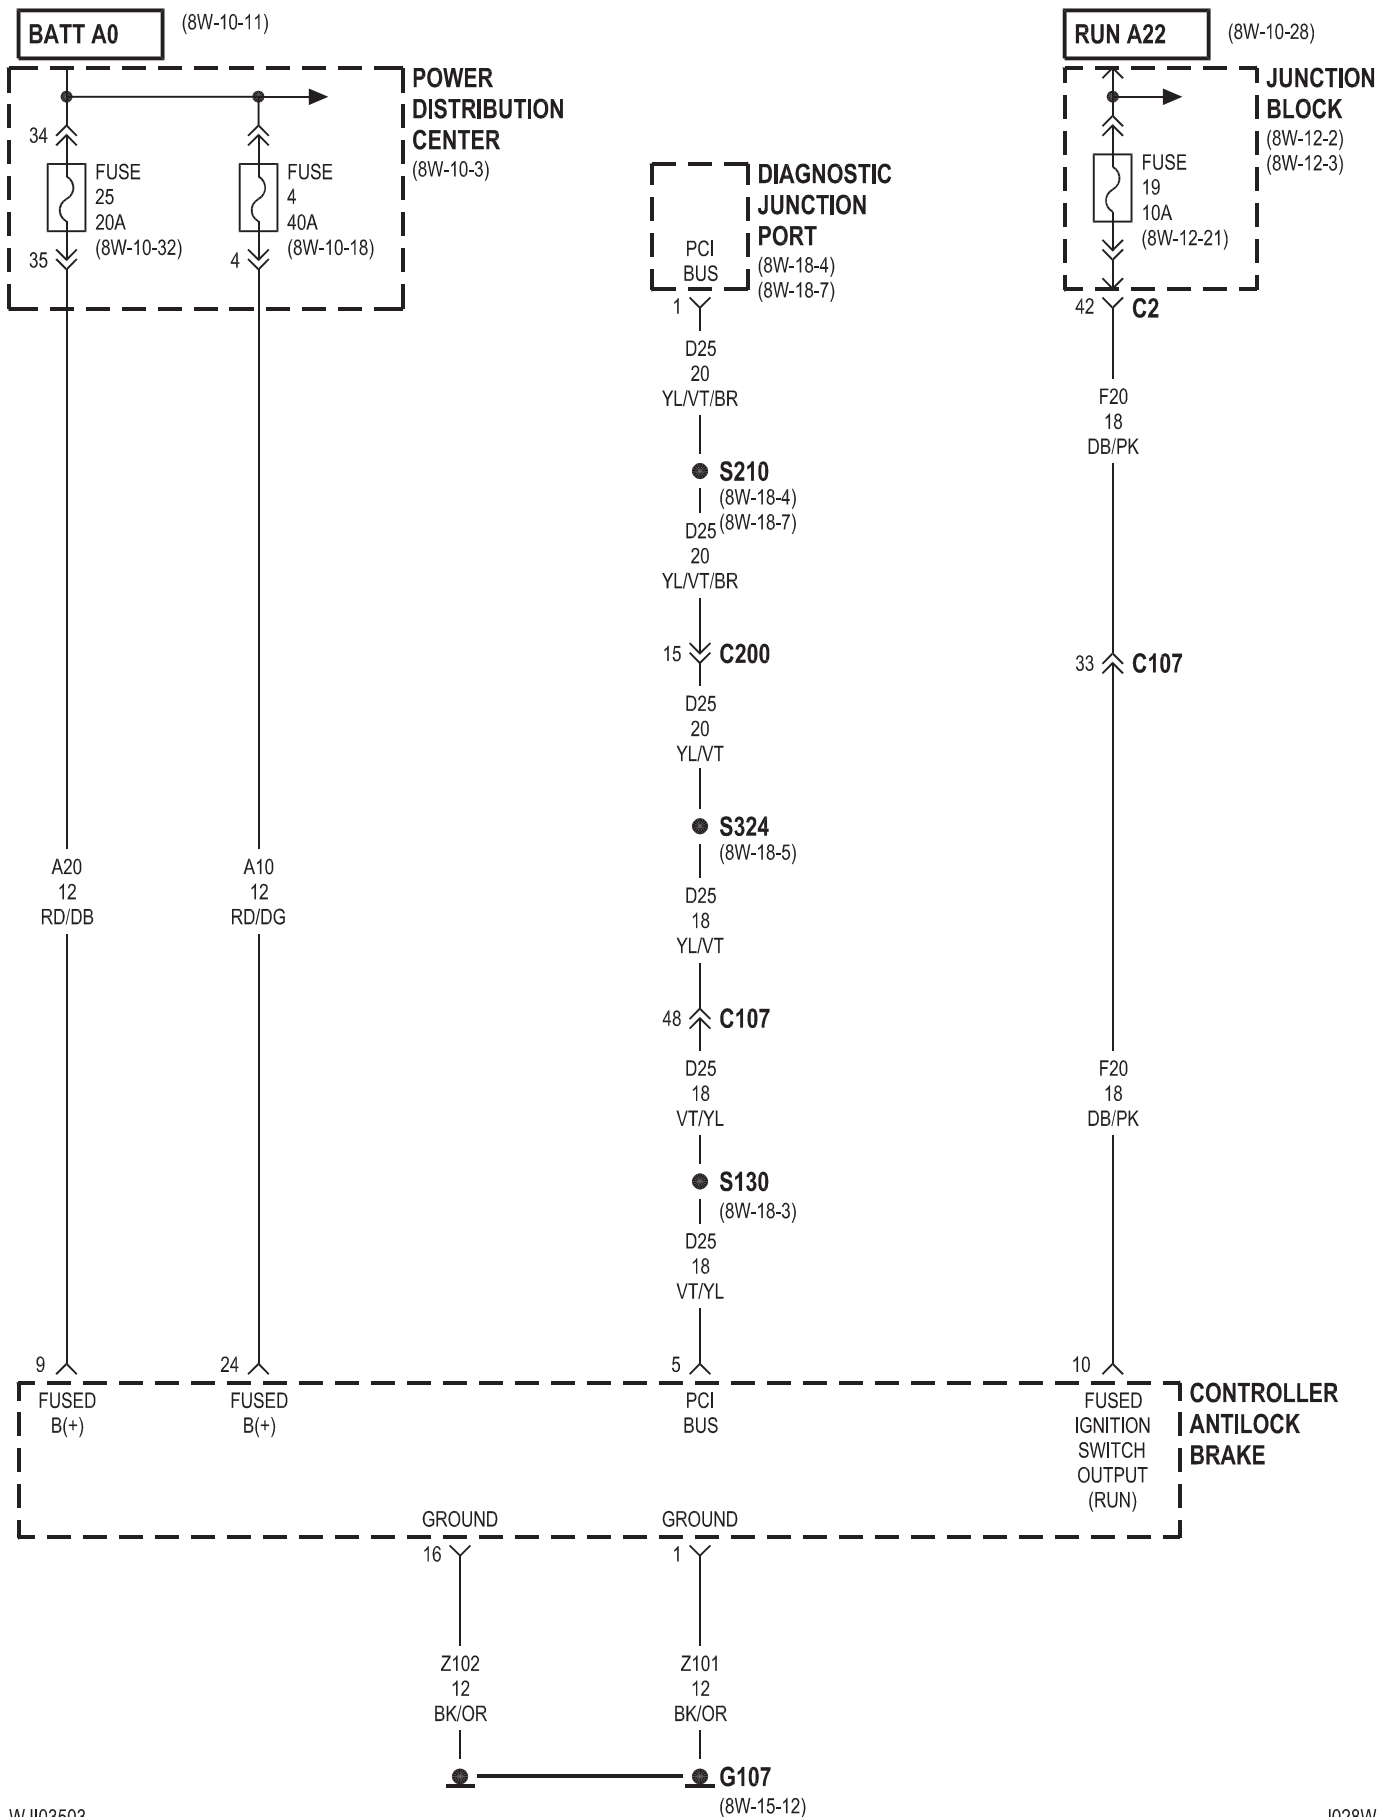 BATT A0
(8W-10-11)
RUN A22
(8W-10-28)
POWER
DISTRIBUTION
CENTER
(8W-10-3)
34
FUSE
25
20A
(8W-10-32)
35
FUSE
4
40A
(8W-10-18)
4
DIAGNOSTIC
JUNCTION
PORT
(8W-18-4)
(8W-18-7)
PCI
BUS
1
JUNCTION
BLOCK
(8W-12-2)
(8W-12-3)
FUSE
19
10A
(8W-12-21)
42
C2
D25
20
YL/VT/BR
S210
(8W-18-4)
(8W-18-7)
D25
20
YL/VT/BR
15
C200
D25
20
YL/VT
S324
(8W-18-5)
D25
18
YL/VT
48
C107
D25
18
VT/YL
S130
(8W-18-3)
D25
18
VT/YL
F20
18
DB/PK
33
C107
F20
18
DB/PK
A20
12
RD/DB
A10
12
RD/DG
9
24
5
10
FUSED
B(+)
FUSED
B(+)
PCI
BUS
FUSED
IGNITION
SWITCH
OUTPUT
(RUN)
CONTROLLER
ANTILOCK
BRAKE
GROUND
GROUND
16
1
Z102
12
BK/OR
Z101
12
BK/OR
G107
(8W-15-12)